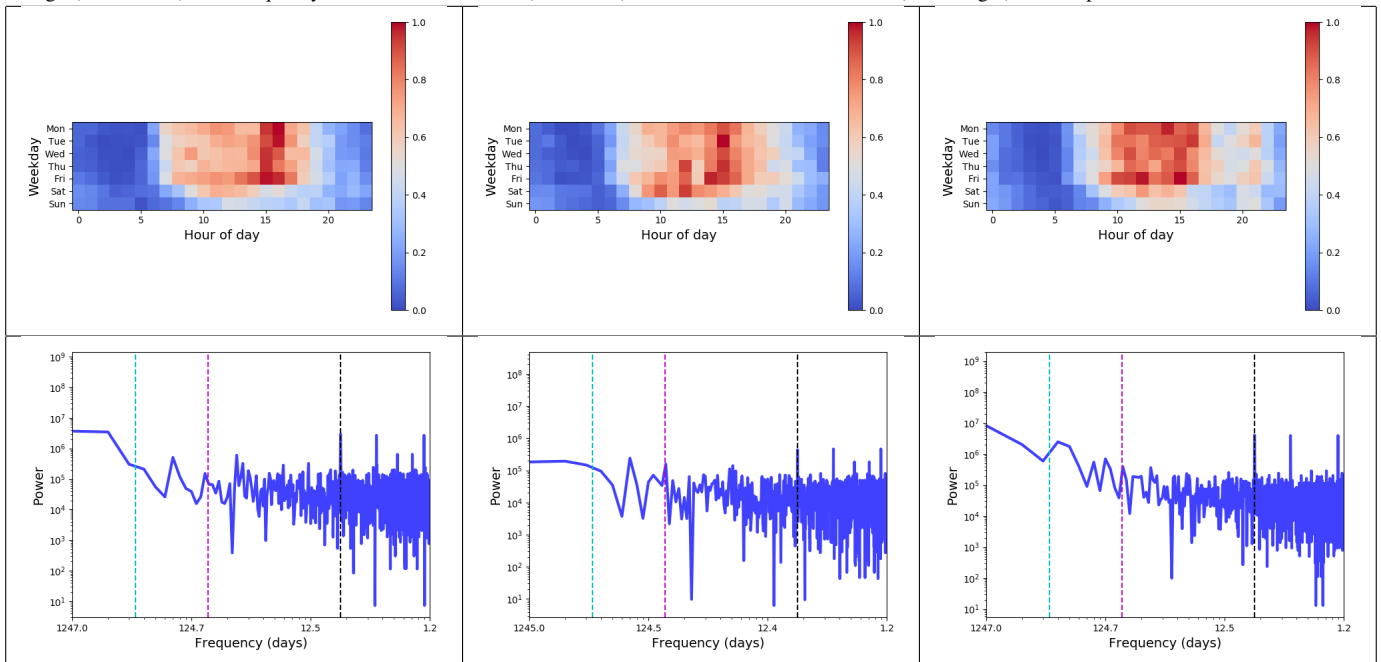 1.0
0.8
0.6
0.4
0.2
0.0
Mon
Tue
Wed
Thu
Fri
Sat
Sun
Weekday
0 5 10 15 20
Hour of day
1.0
0.8
0.6
0.4
0.2
0.0
Mon
Tue
Wed
Thu
Fri
Sat
Sun
Weekday
0 5 10 15 20
Hour of day
1.0
0.8
0.6
0.4
0.2
0.0
Mon
Tue
Wed
Thu
Fri
Sat
Sun
Weekday
0 5 10 15 20
Hour of day
10⁹
10⁸
10⁷
10⁶
10⁵
10⁴
10³
10²
10¹
Power
1247.0 124.7 12.5 1.2
Frequency (days)
10⁸
10⁷
10⁶
10⁵
10⁴
10³
10²
10¹
Power
1245.0 124.5 12.4 1.2
Frequency (days)
10⁹
10⁸
10⁷
10⁶
10⁵
10⁴
10³
10²
10¹
Power
1247.0 124.7 12.5 1.2
Frequency (days)